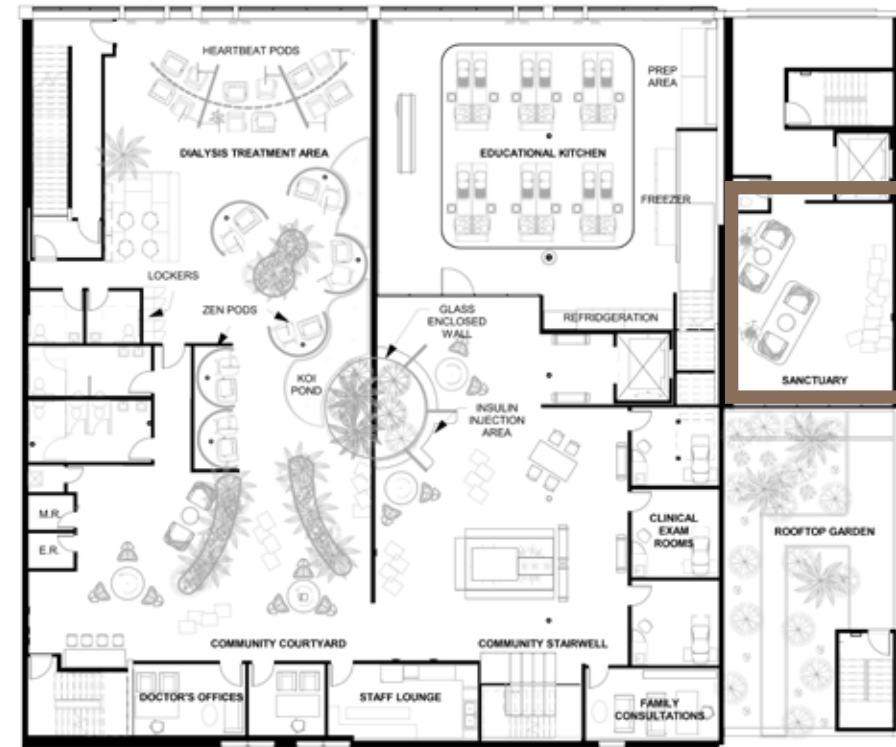 HEARTBEAT PODS
PREP
AREA
DIALYSIS TREATMENT AREA
EDUCATIONAL KITCHEN
FREEZER
LOCKERS
ZEN PODS
GLASS
ENCLOSED
WALL
REFRIDGERATION
KOI
POND
SANCTUARY
INSULIN
INJECTION
AREA
M.R.
E.R.
CLINICAL
EXAM
ROOMS
ROOFTOP GARDEN
COMMUNITY COURTYARD
COMMUNITY STAIRWELL
DOCTOR'S OFFICES
STAFF LOUNGE
FAMILY
CONSULTATIONS